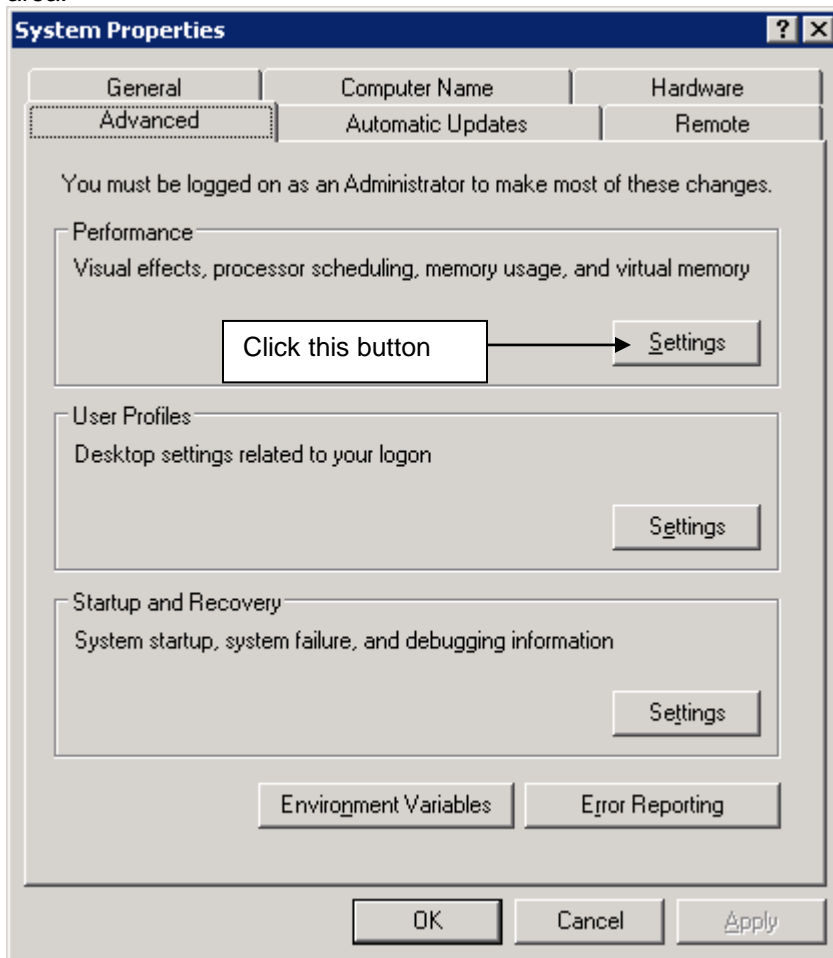 area.
System Properties
General Computer Name Hardware
Advanced Automatic Updates Remote
You must be logged on as an Administrator to make most of these changes.
Performance
Visual effects, processor scheduling, memory usage, and virtual memory
Click this button
Settings
User Profiles
Desktop settings related to your logon
Settings
Startup and Recovery
System startup, system failure, and debugging information
Settings
Environment Variables Error Reporting
OK Cancel Apply